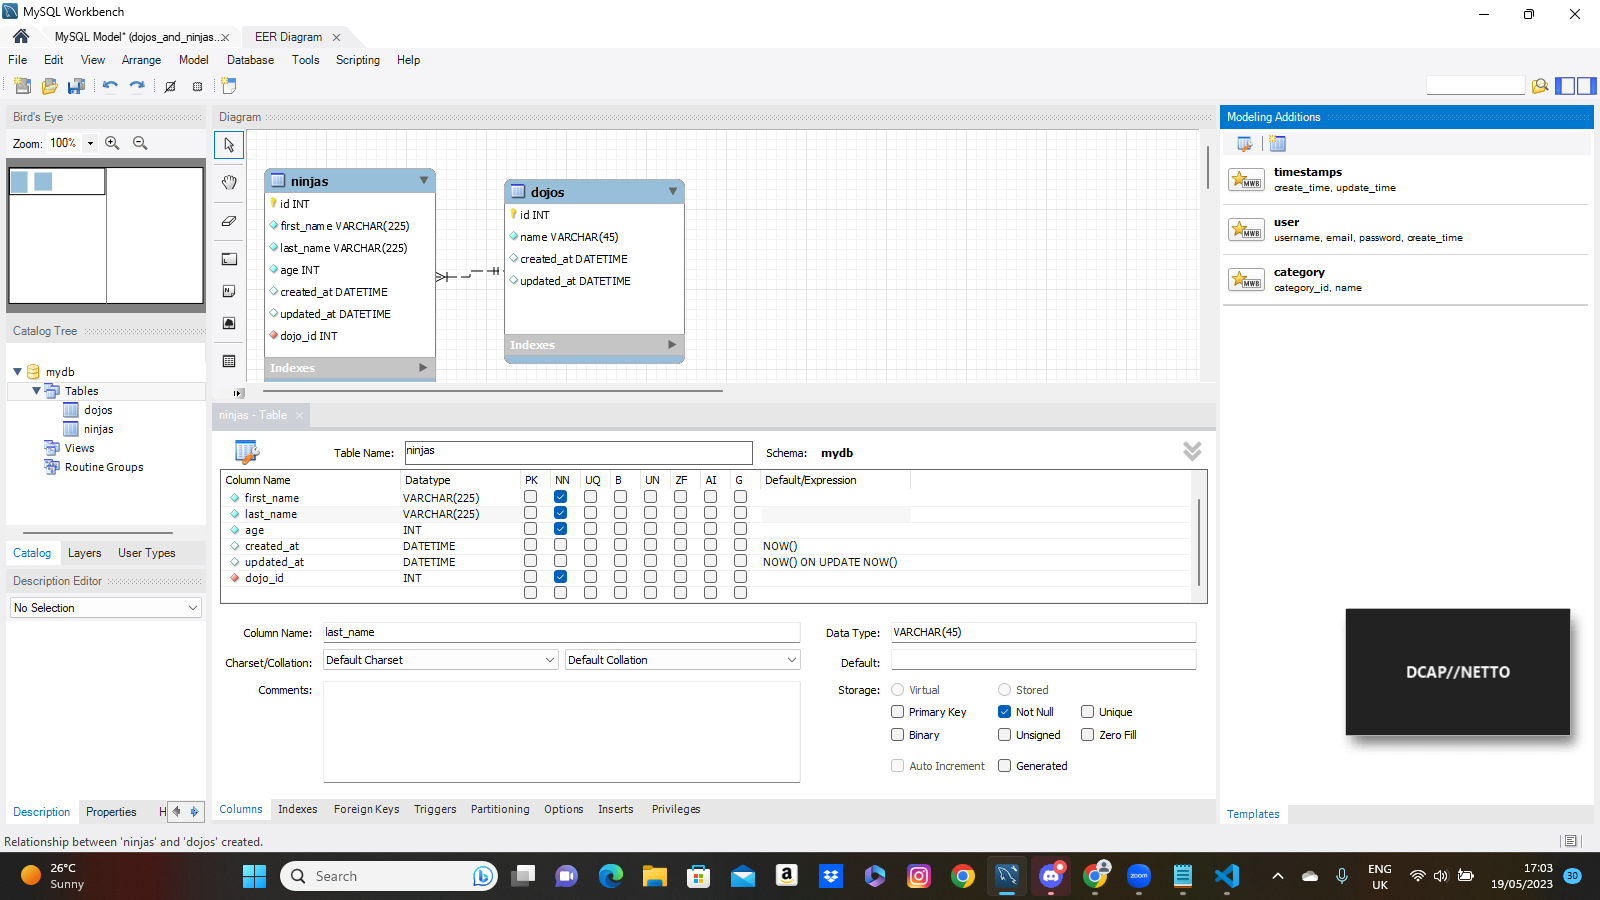 MySQL Workbench
MySQL Model* (dojos_and_ninjas... × EER Diagram ×
File Edit View Arrange Model Database Tools Scripting Help
Bird's Eye
Zoom: 100%
Catalog Tree
mydb
Tables
dojos
ninjas
Views
Routine Groups
Catalog Layers User Types
Description Editor
No Selection
Description Properties H
Diagram
ninjas
id INT
first_name VARCHAR(225)
last_name VARCHAR(225)
age INT
created_at DATETIME
updated_at DATETIME
dojo_id INT
Indexes
dojos
id INT
name VARCHAR(45)
created_at DATETIME
updated_at DATETIME
Indexes
ninjas - Table ×
Table Name: ninjas Schema: mydb
Column Name Datatype PK NN UQ B UN ZF AI G Default/Expression
first_name VARCHAR(225)
last_name VARCHAR(225)
age INT
created_at DATETIME NOW()
updated_at DATETIME NOW() ON UPDATE NOW()
dojo_id INT
Column Name: last_name Data Type: VARCHAR(45)
Charset/Collation: Default Charset Default Collation Default:
Comments: Storage: Virtual Stored
Primary Key Not Null Unique
Binary Unsigned Zero Fill
Auto Increment Generated
Columns Indexes Foreign Keys Triggers Partitioning Options Inserts Privileges
Modeling Additions
MWB timestamps
create_time, update_time
MWB user
username, email, password, create_time
MWB category
category_id, name
DCAP//NETTO
Templates
Relationship between 'ninjas' and 'dojos' created.
26°C
Sunny
Search
zoom
ENG
UK
17:03
19/05/2023
30